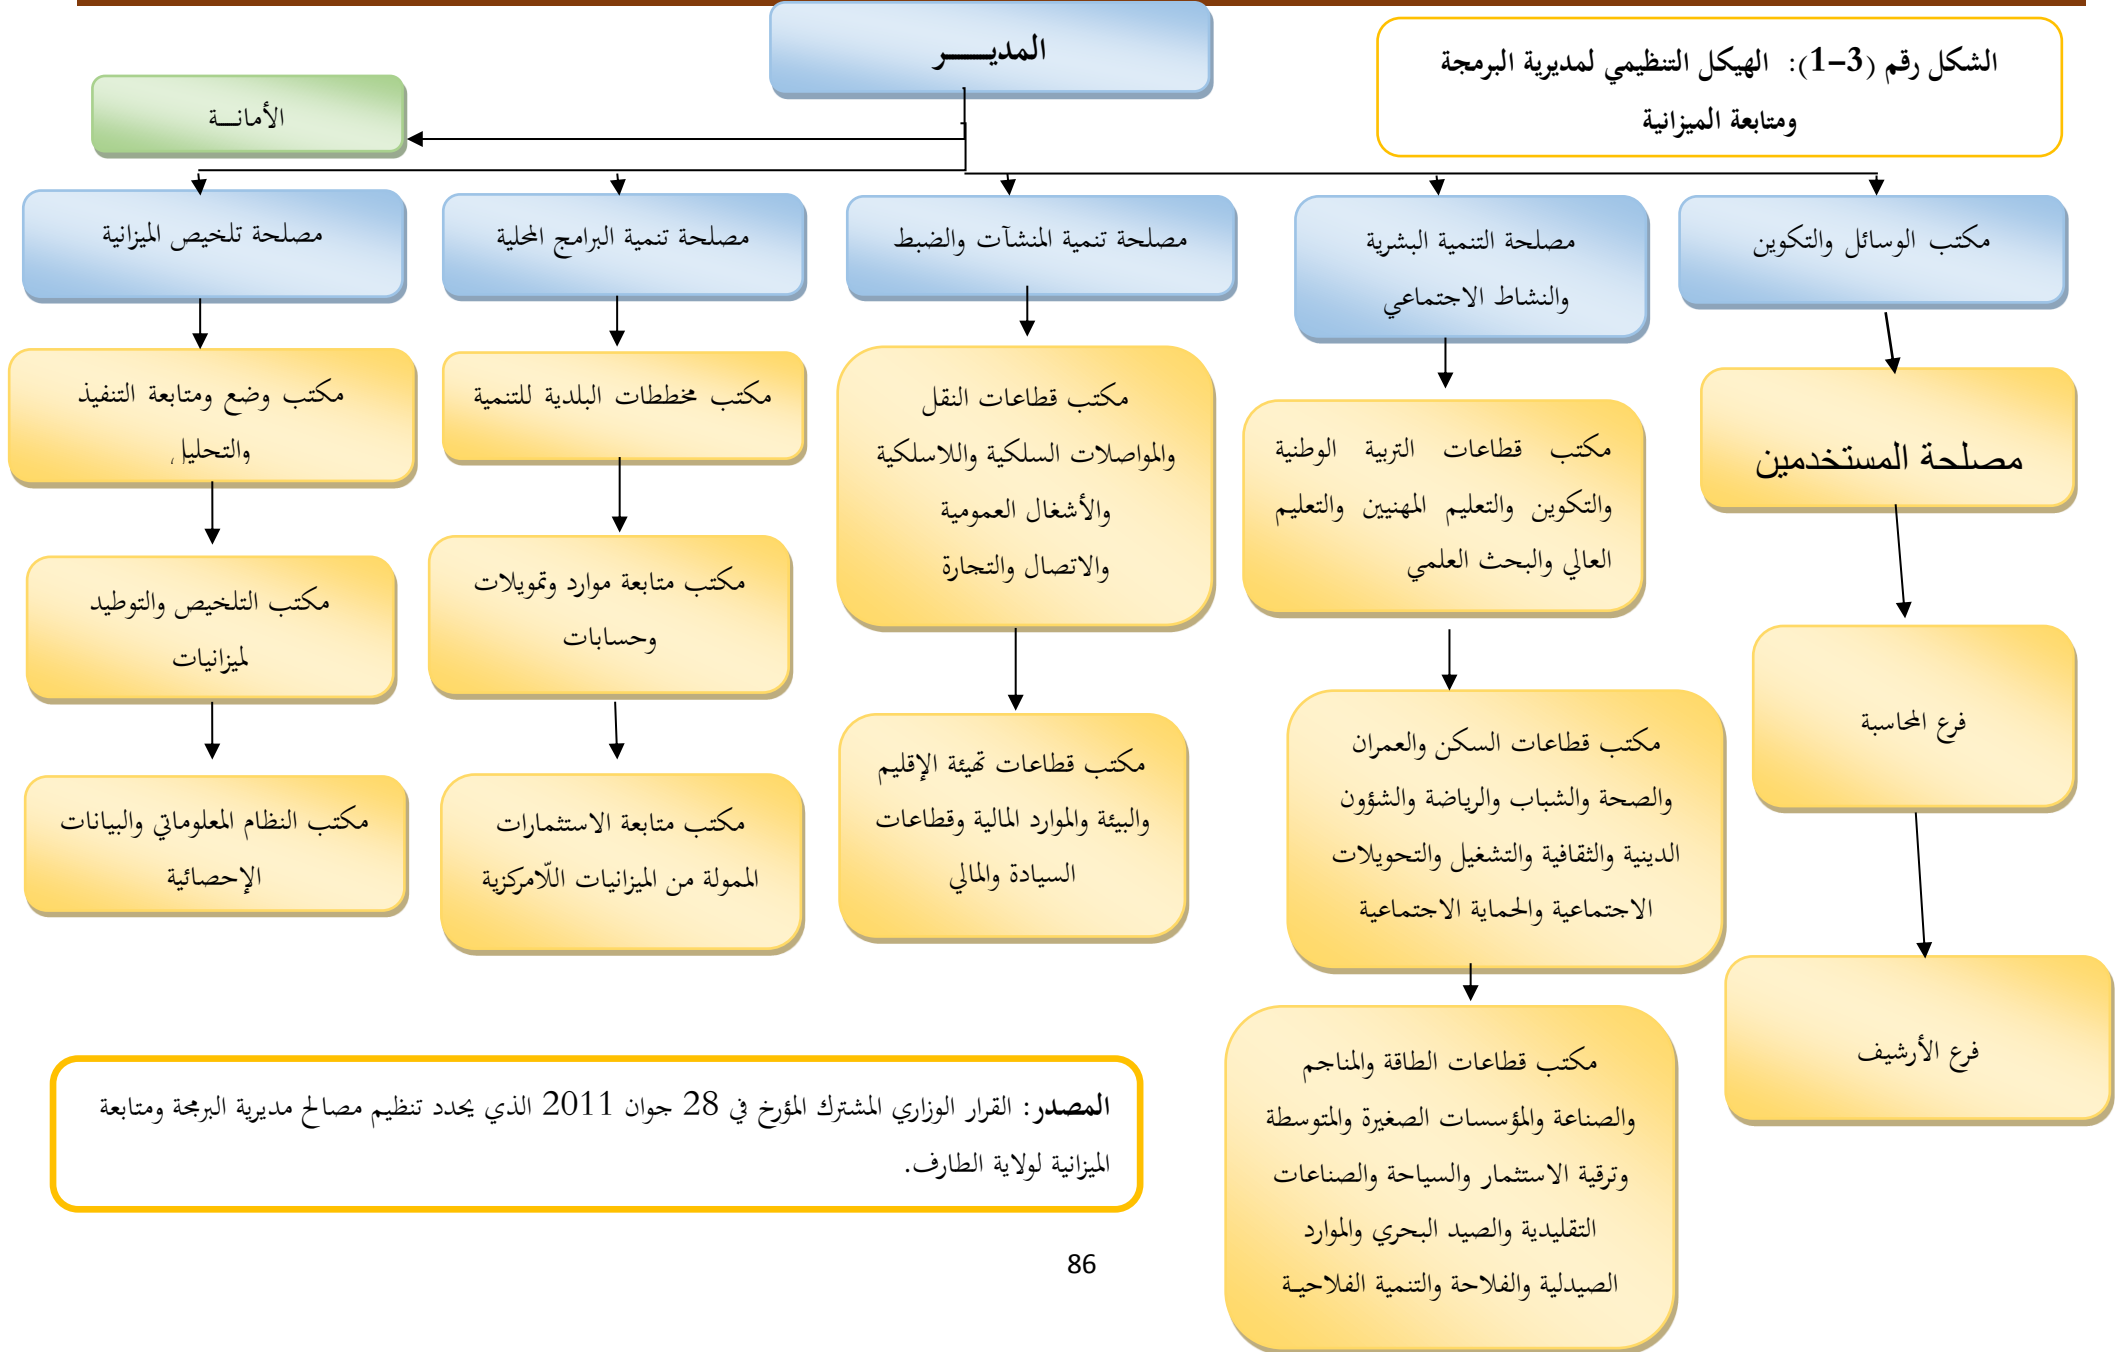 الشكل رقم (3-1): الهيكل التنظيمي لمديرية البرمجة
ومتابعة الميزانية
المديـــــر
الأمانــة
مكتب الوسائل والتكوين
مصلحة المستخدمين
فرع المحاسبة
فرع الأرشيف
مصلحة التنمية البشرية
والنشاط الاجتماعي
مكتب قطاعات التربية الوطنية
والتكوين والتعليم المهنيين والتعليم
العالي والبحث العلمي
مكتب قطاعات السكن والعمران
والصحة والشباب والرياضة والشؤون
الدينية والثقافية والتشغيل والتحويلات
الاجتماعية والحماية الاجتماعية
مكتب قطاعات الطاقة والمناجم
والصناعة والمؤسسات الصغيرة والمتوسطة
وترقية الاستثمار والسياحة والصناعات
التقليدية والصيد البحري والموارد
الصيدلية والفلاحة والتنمية الفلاحيـة
مصلحة تنمية المنشآت والضبط
مكتب قطاعات النقل
والمواصلات السلكية واللاسلكية
والأشغال العمومية
والاتصال والتجارة
مكتب قطاعات تهيئة الإقليم
والبيئة والموارد المالية وقطاعات
السيادة والمالي
مصلحة تنمية البرامج المحلية
مكتب مخططات البلدية للتنمية
مكتب متابعة موارد وتمويلات
وحسابات
مكتب متابعة الاستثمارات
الممولة من الميزانيات اللّامركزية
مصلحة تلخيص الميزانية
مكتب وضع ومتابعة التنفيذ
والتحليل
مكتب التلخيص والتوطيد
لميزانيات
مكتب النظام المعلوماتي والبيانات
الإحصائية
المصدر: القرار الوزاري المشترك المؤرخ في 28 جوان 2011 الذي يحدد تنظيم مصالح مديرية البرمجة ومتابعة
الميزانية لولاية الطارف.
86